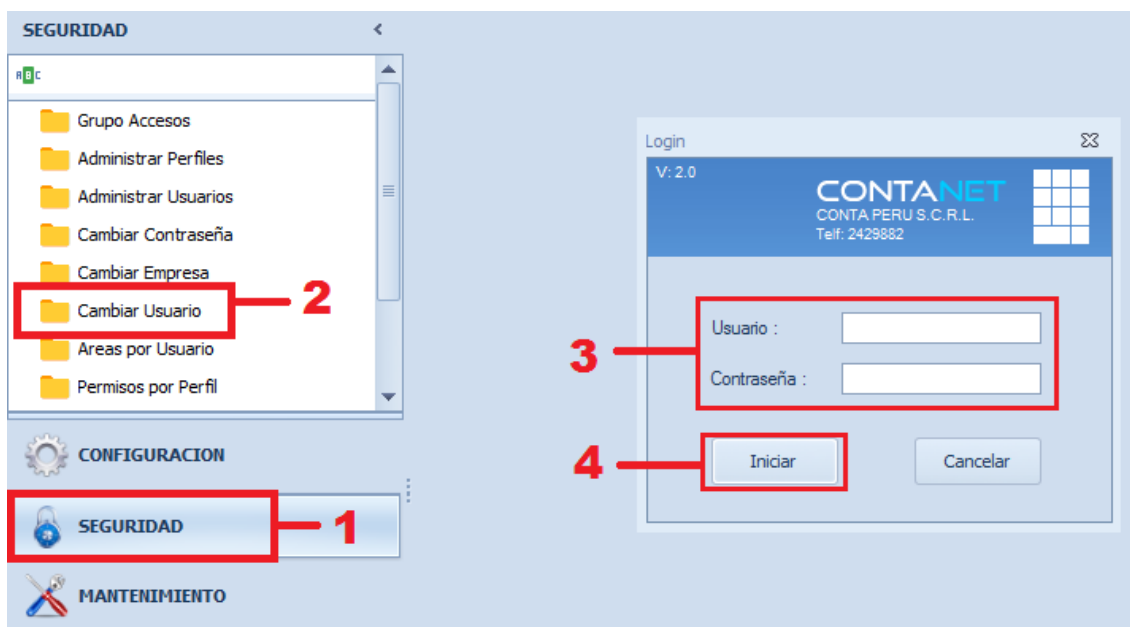 SEGURIDAD
ABC
Grupo Accesos
Administrar Perfiles
Administrar Usuarios
Cambiar Contraseña
Cambiar Empresa
Cambiar Usuario
2
Areas por Usuario
Permisos por Perfil
CONFIGURACION
SEGURIDAD
1
MANTENIMIENTO
Login
V: 2.0
CONTANET
CONTA PERU S.C.R.L.
Telf: 2429882
3
Usuario :
Contraseña :
4
Iniciar
Cancelar